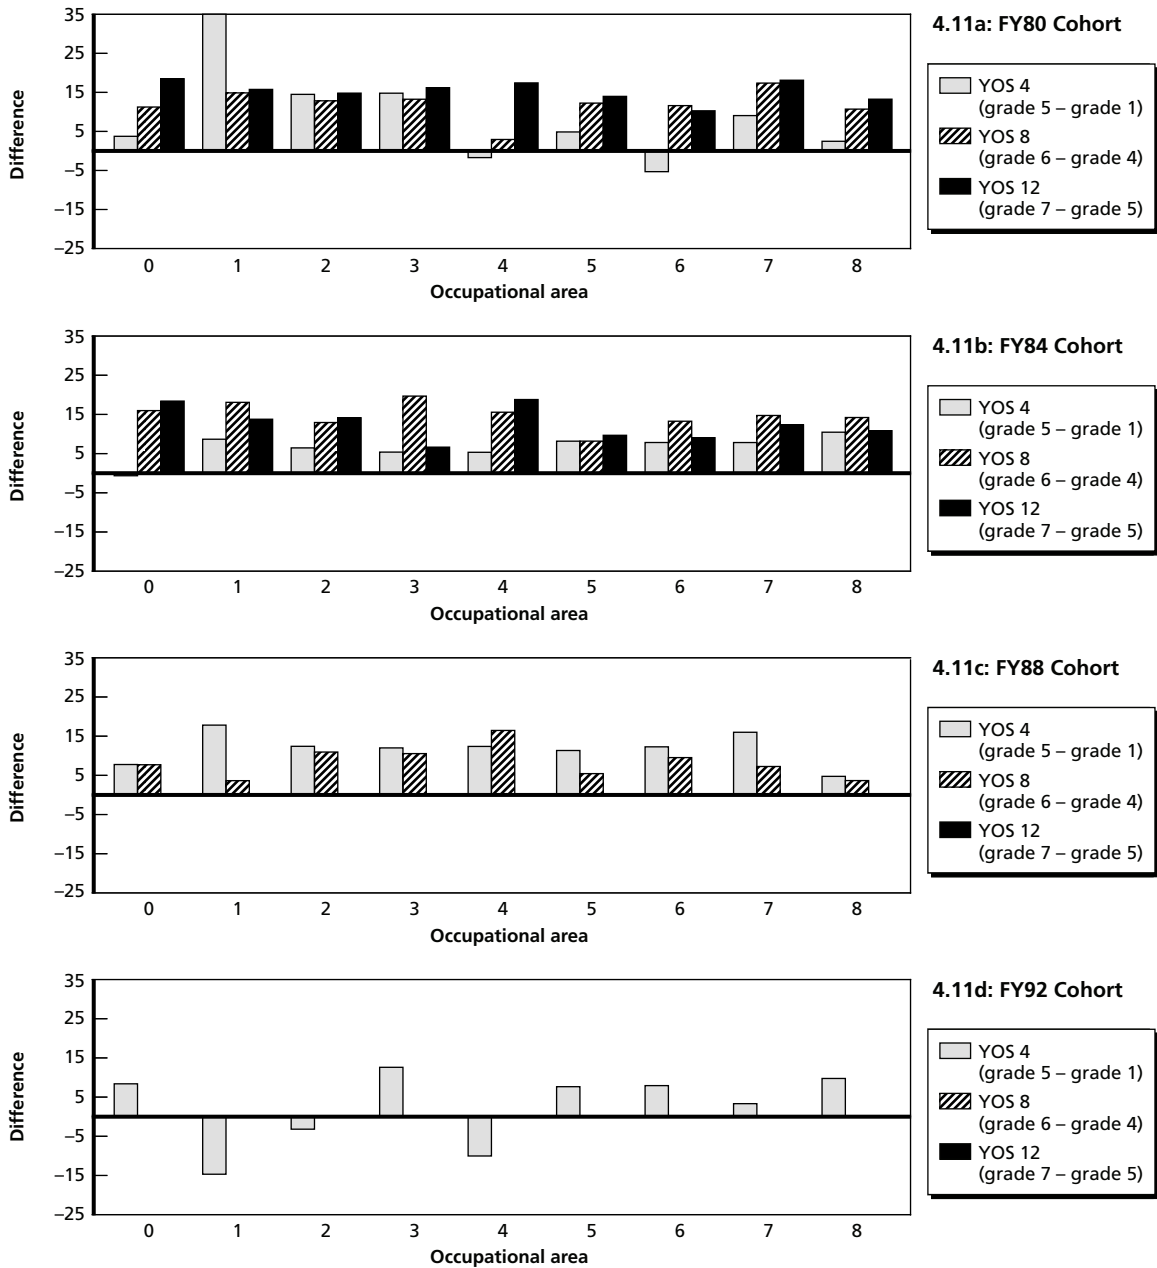 4.11a: FY80 Cohort
Difference
35
25
15
5
–5
–15
–25
0 1 2 3 4 5 6 7 8
Occupational area
YOS 4
(grade 5 – grade 1)
YOS 8
(grade 6 – grade 4)
YOS 12
(grade 7 – grade 5)
4.11b: FY84 Cohort
Difference
35
25
15
5
–5
–15
–25
0 1 2 3 4 5 6 7 8
Occupational area
YOS 4
(grade 5 – grade 1)
YOS 8
(grade 6 – grade 4)
YOS 12
(grade 7 – grade 5)
4.11c: FY88 Cohort
Difference
35
25
15
5
–5
–15
–25
0 1 2 3 4 5 6 7 8
Occupational area
YOS 4
(grade 5 – grade 1)
YOS 8
(grade 6 – grade 4)
YOS 12
(grade 7 – grade 5)
4.11d: FY92 Cohort
Difference
35
25
15
5
–5
–15
–25
0 1 2 3 4 5 6 7 8
Occupational area
YOS 4
(grade 5 – grade 1)
YOS 8
(grade 6 – grade 4)
YOS 12
(grade 7 – grade 5)